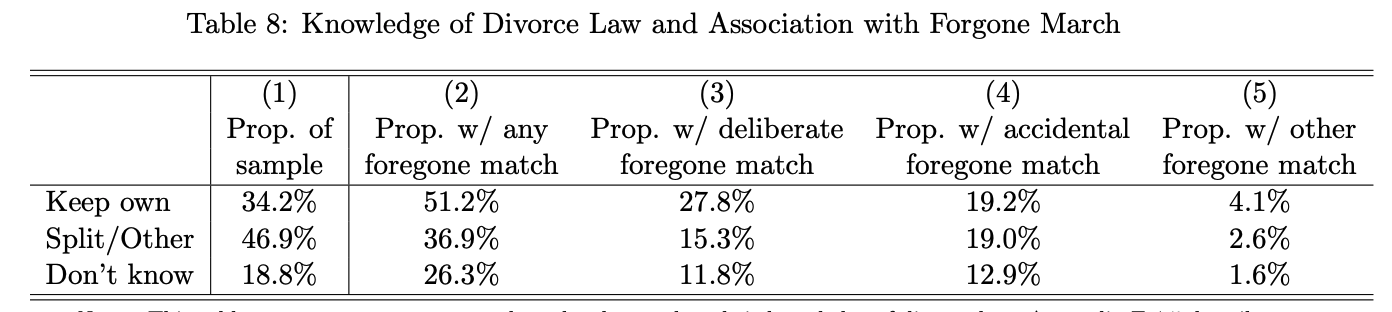 Table 8: Knowledge of Divorce Law and Association with Forgone March
(1) (2) (3) (4) (5)
Prop. of Prop. w/ any Prop. w/ deliberate Prop. w/ accidental Prop. w/ other
sample foregone match foregone match foregone match foregone match
Keep own 34.2% 51.2% 27.8% 19.2% 4.1%
Split/Other 46.9% 36.9% 15.3% 19.0% 2.6%
Don't know 18.8% 26.3% 11.8% 12.9% 1.6%